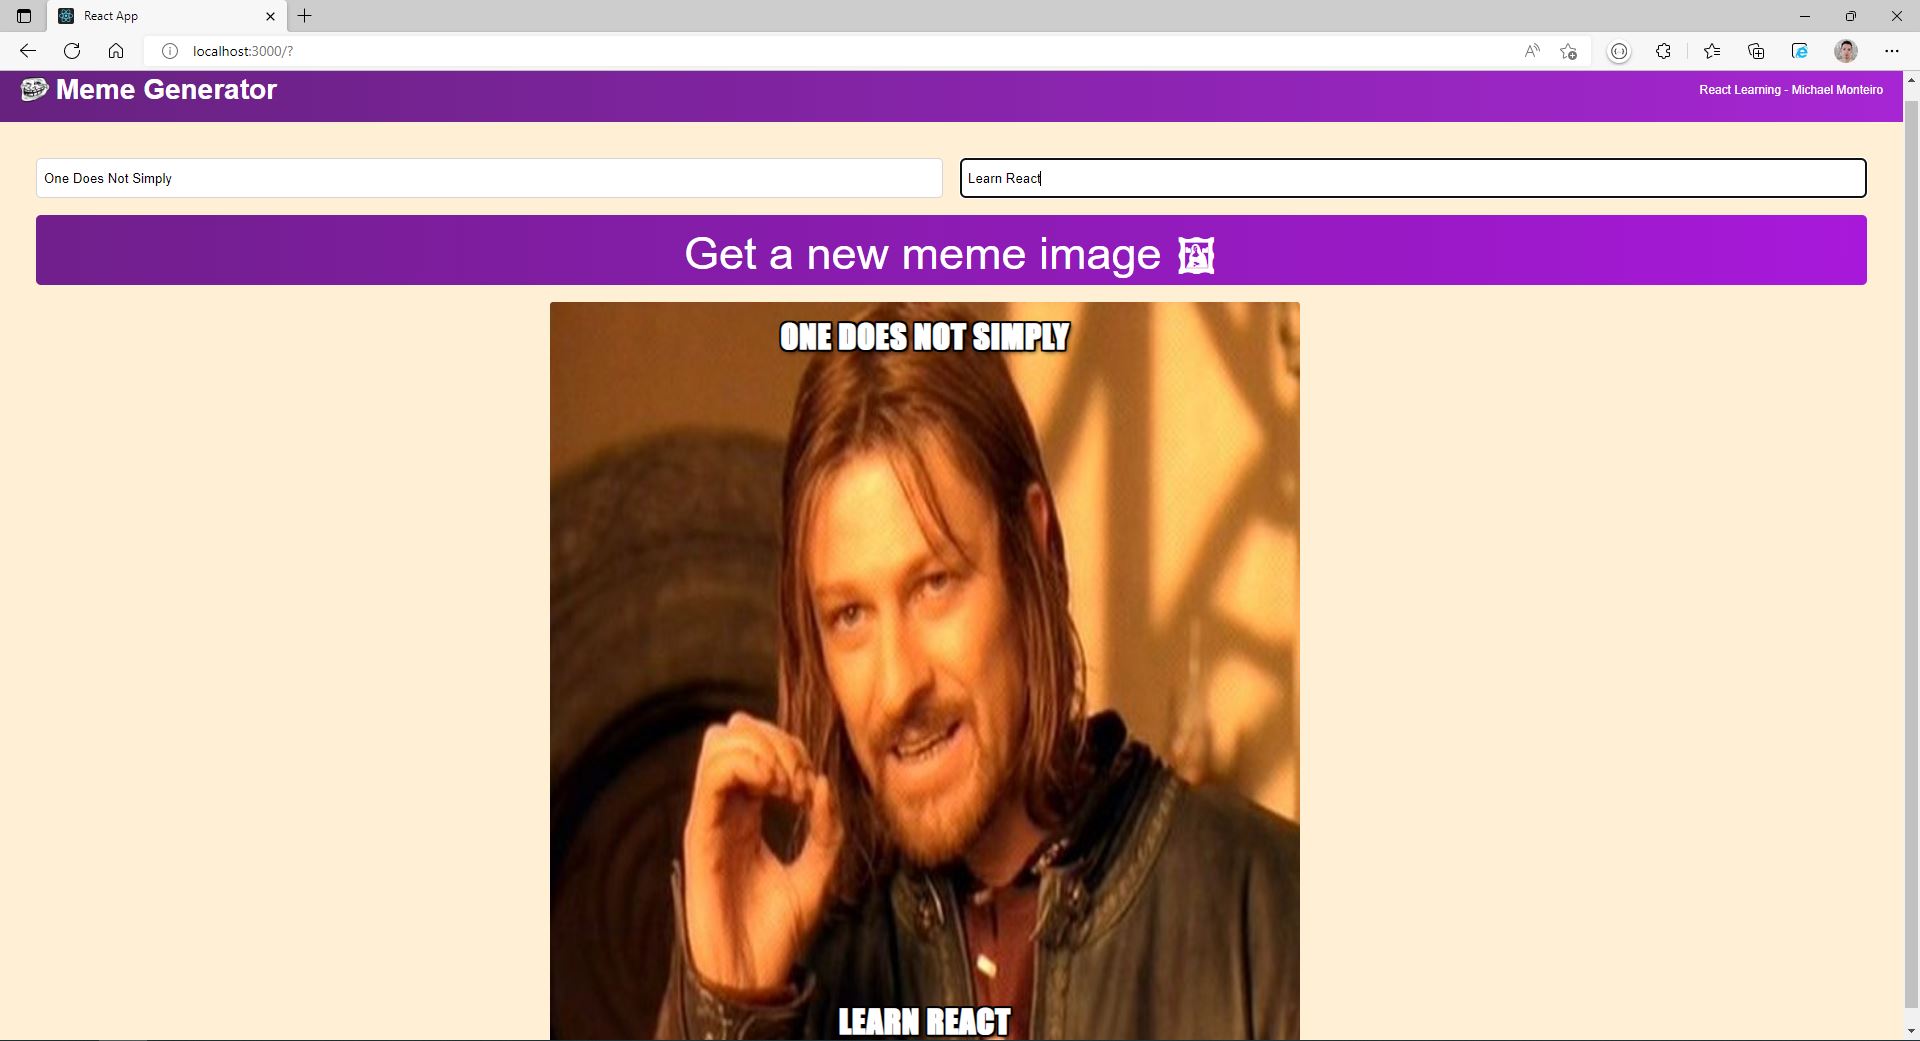 React App
localhost:3000/?
Meme Generator
React Learning - Michael Monteiro
One Does Not Simply
Learn React
Get a new meme image
ONE DOES NOT SIMPLY
LEARN REACT